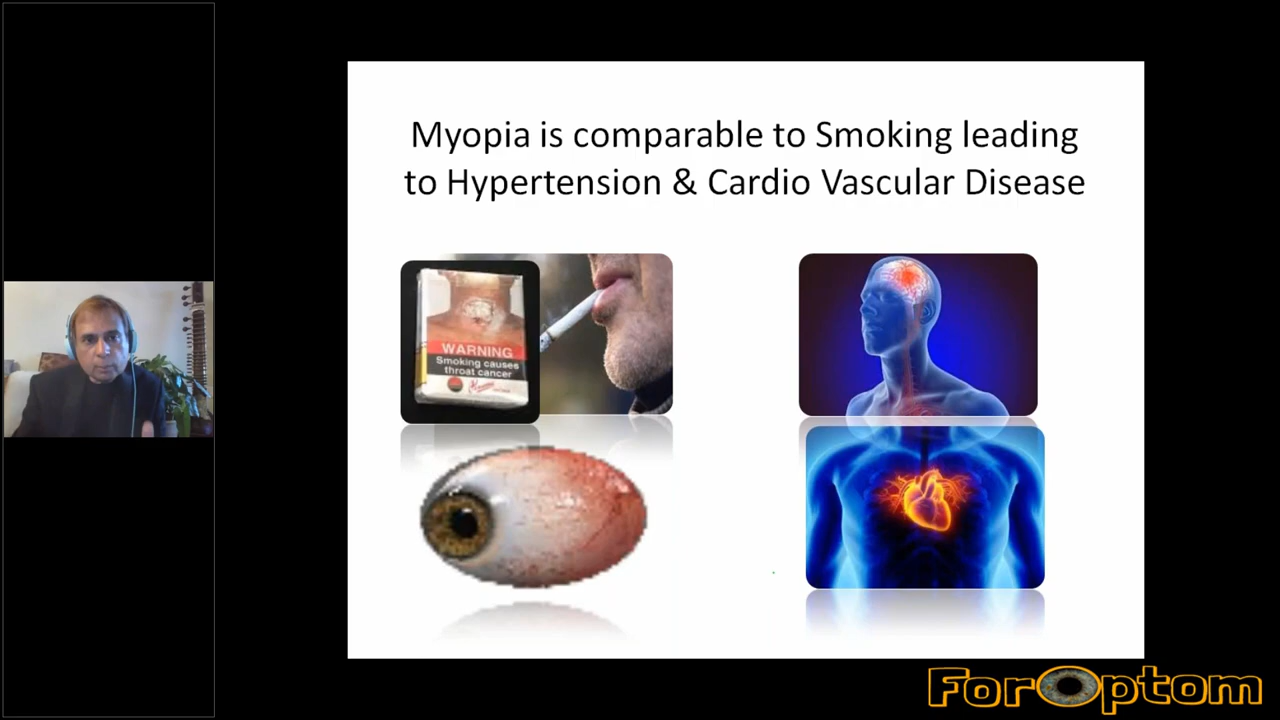 Myopia is comparable to Smoking leading
to Hypertension & Cardio Vascular Disease
WARNING
Smoking causes
throat cancer
ForOptom